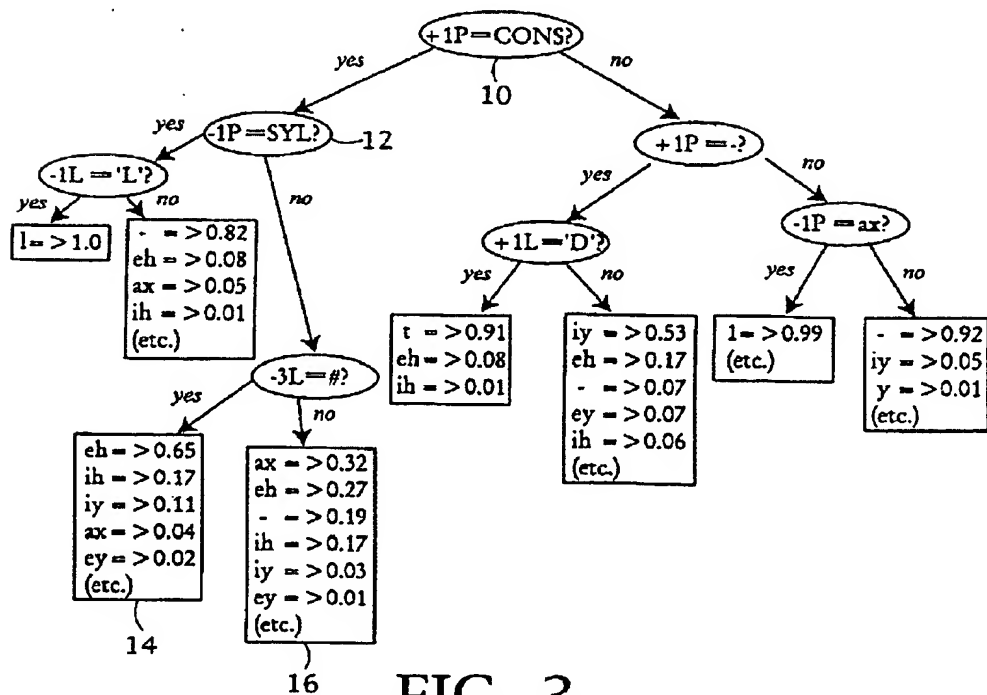 +1P==CONS?
yes
10
no
-1P==SYL?
12
yes
no
-1L=='L'?
yes
no
l=>1.0
- =>0.82
eh=>0.08
ax=>0.05
ih=>0.01
(etc.)
-3L==#?
yes
no
eh=>0.65
ih=>0.17
iy=>0.11
ax=>0.04
ey=>0.02
(etc.)
14
ax=>0.32
eh=>0.27
- =>0.19
ih=>0.17
iy=>0.03
ey=>0.01
(etc.)
16
+1P==-?
yes
no
+1L=='D'?
yes
no
t =>0.91
eh=>0.08
ih=>0.01
iy=>0.53
eh=>0.17
- =>0.07
ey=>0.07
ih=>0.06
(etc.)
-1P==ax?
yes
no
l=>0.99
(etc.)
- =>0.92
iy=>0.05
y =>0.01
(etc.)